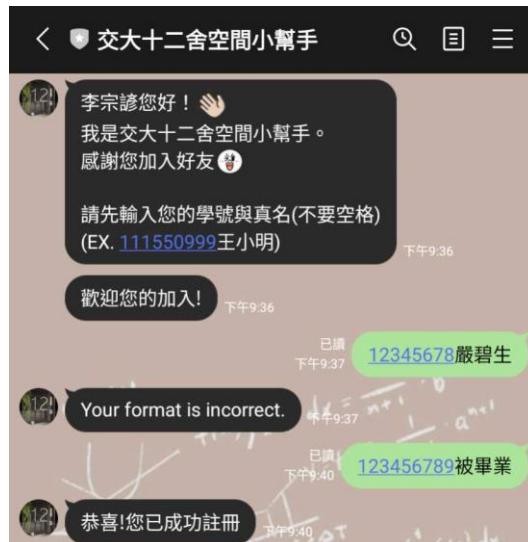 交大十二舍空間小幫手
李宗諺您好！👋🏻
我是交大十二舍空間小幫手。
感謝您加入好友
請先輸入您的學號與真名(不要空格)
(EX. 111550999王小明)
下午9:36
歡迎您的加入!
下午9:36
已讀
下午9:37
12345678嚴碧生
Your format is incorrect.
下午9:37
已讀
下午9:40
123456789被畢業
恭喜!您已成功註冊
下午9:40